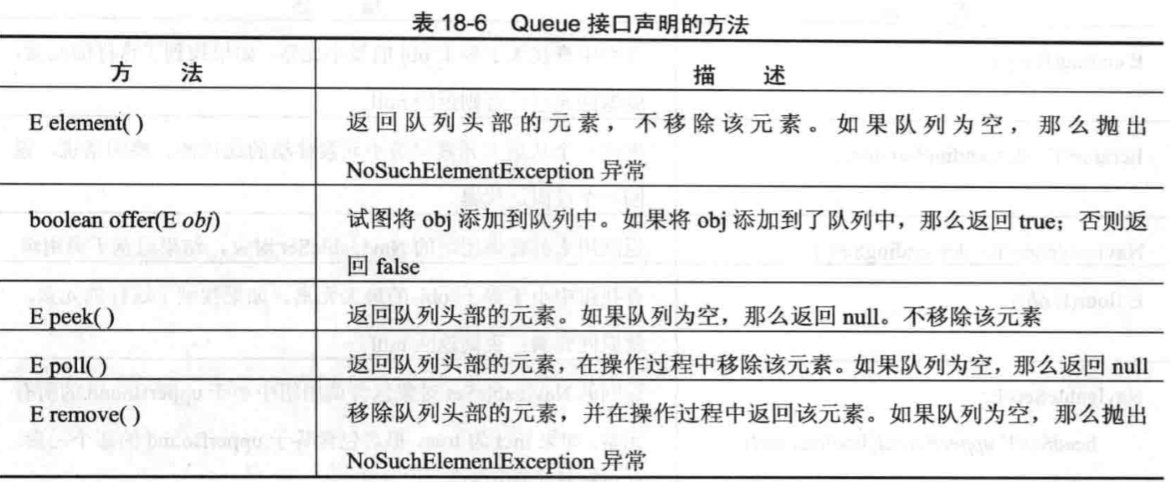 表 18-6 Queue 接口声明的方法
方 法 描 述
E element( ) 返回队列头部的元素，不移除该元素。如果队列为空，那么抛出
NoSuchElementException 异常
boolean offer(E obj) 试图将 obj 添加到队列中。如果将 obj 添加到了队列中，那么返回 true；否则返
回 false
E peek( ) 返回队列头部的元素。如果队列为空，那么返回 null。不移除该元素
E poll() 返回队列头部的元素，在操作过程中移除该元素。如果队列为空，那么返回 null
E remove( ) 移除队列头部的元素，并在操作过程中返回该元素。如果队列为空，那么抛出
NoSuchElemenlException 异常